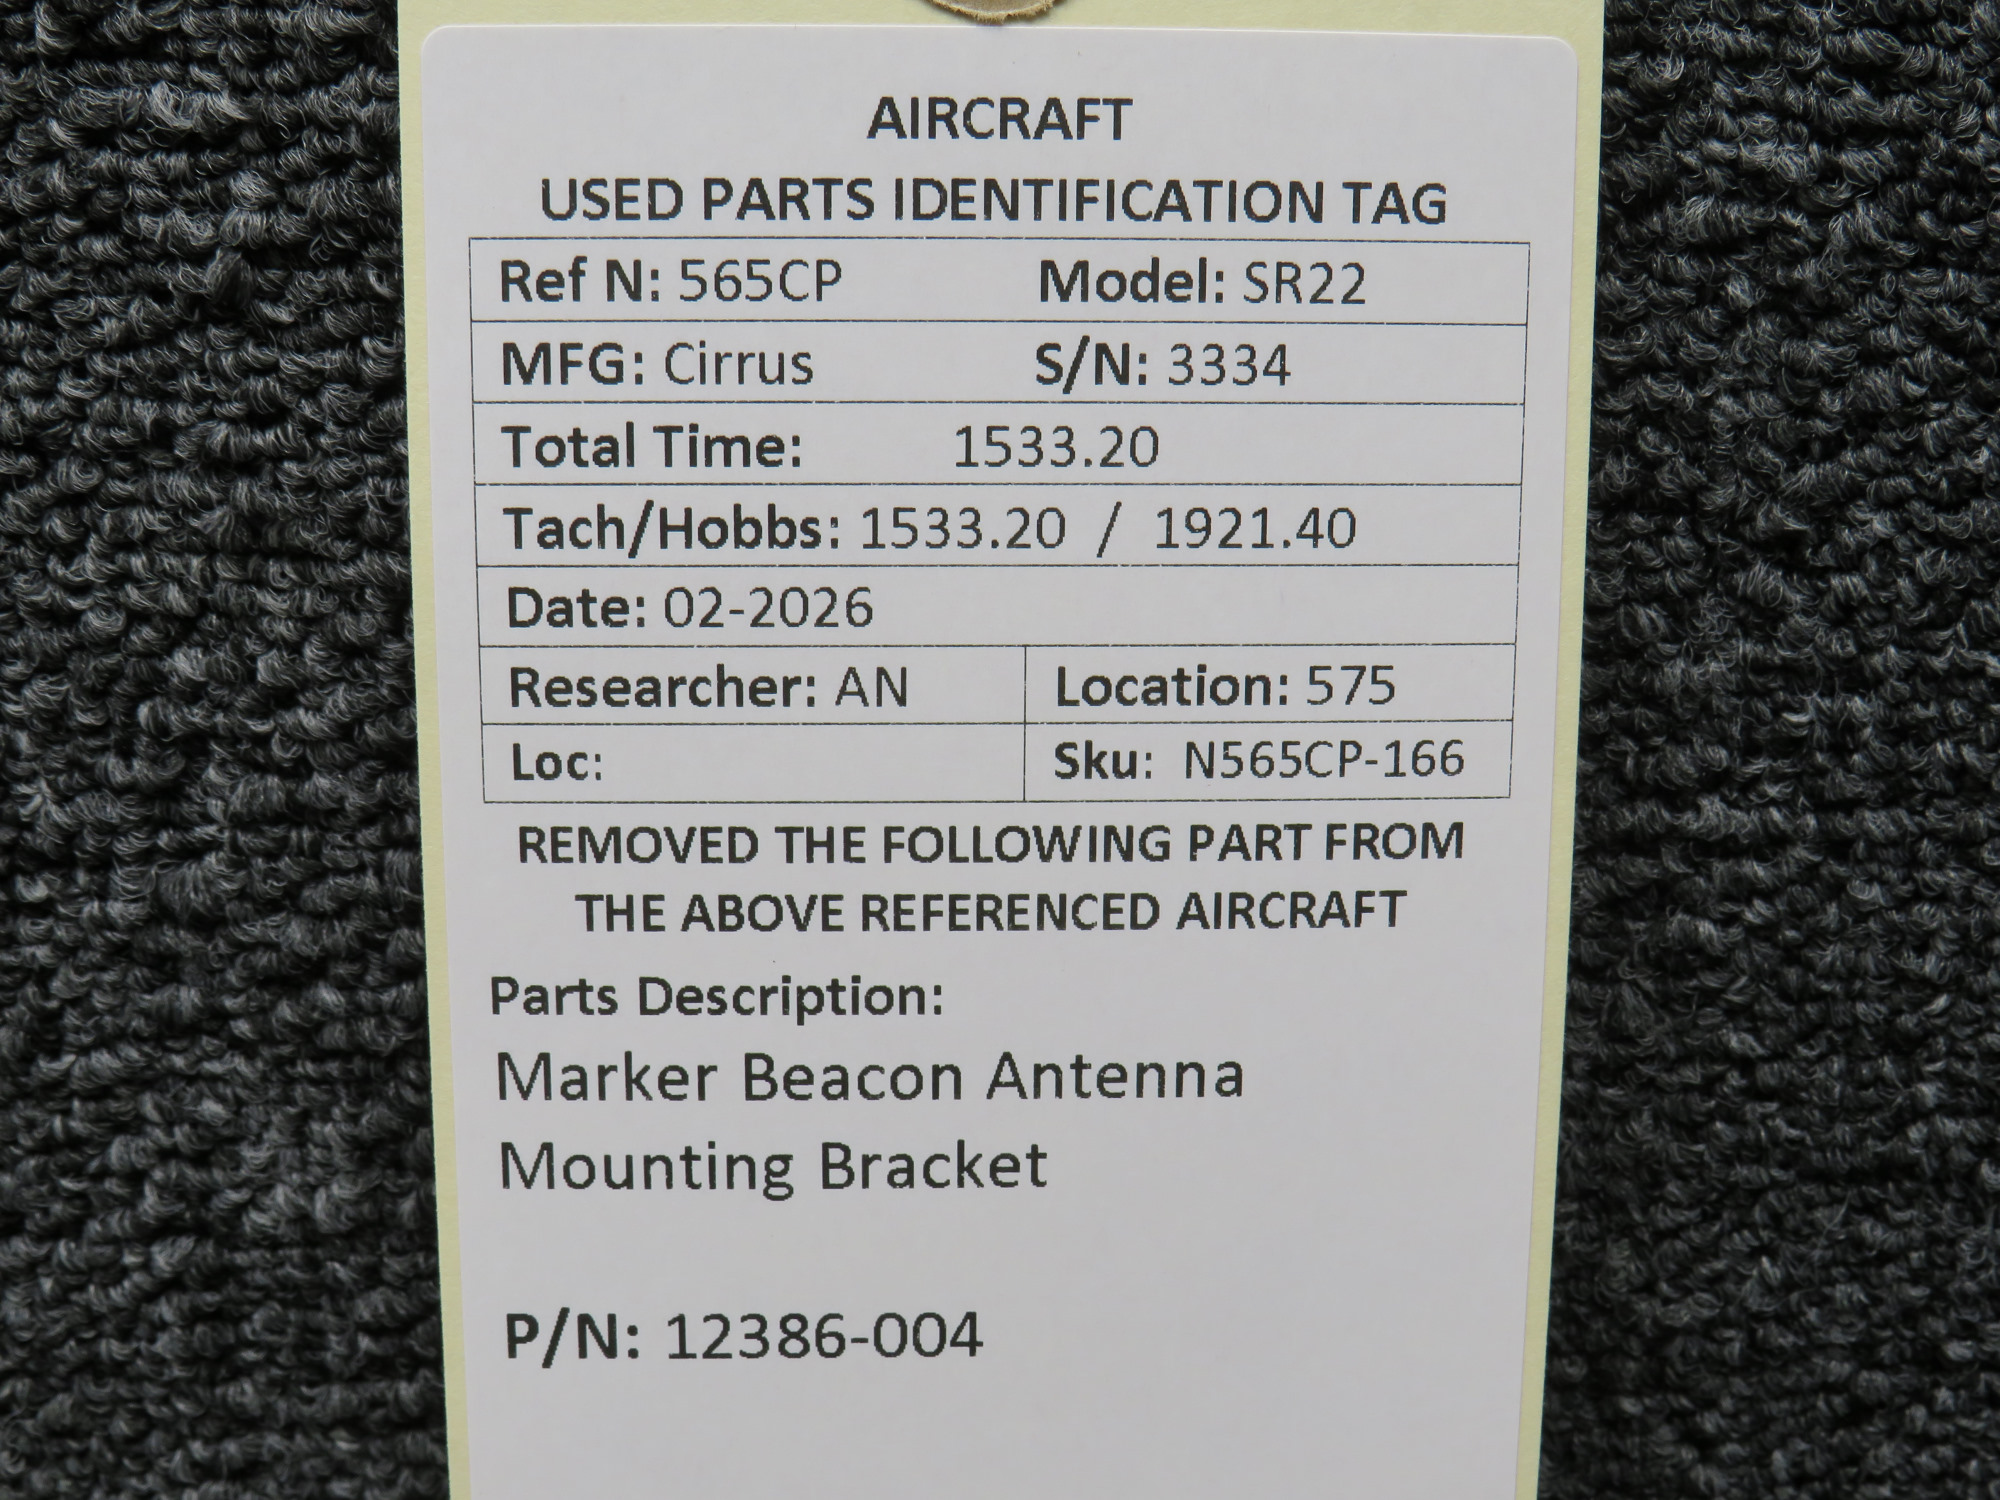 AIRCRAFT
USED PARTS IDENTIFICATION TAG
Ref N: 565CP Model: SR22
MFG: Cirrus S/N: 3334
Total Time: 1533.20
Tach/Hobbs: 1533.20 / 1921.40
Date: 02-2026
Researcher: AN Location: 575
Loc: Sku: N565CP-166
REMOVED THE FOLLOWING PART FROM
THE ABOVE REFERENCED AIRCRAFT
Parts Description:
Marker Beacon Antenna
Mounting Bracket
P/N: 12386-004